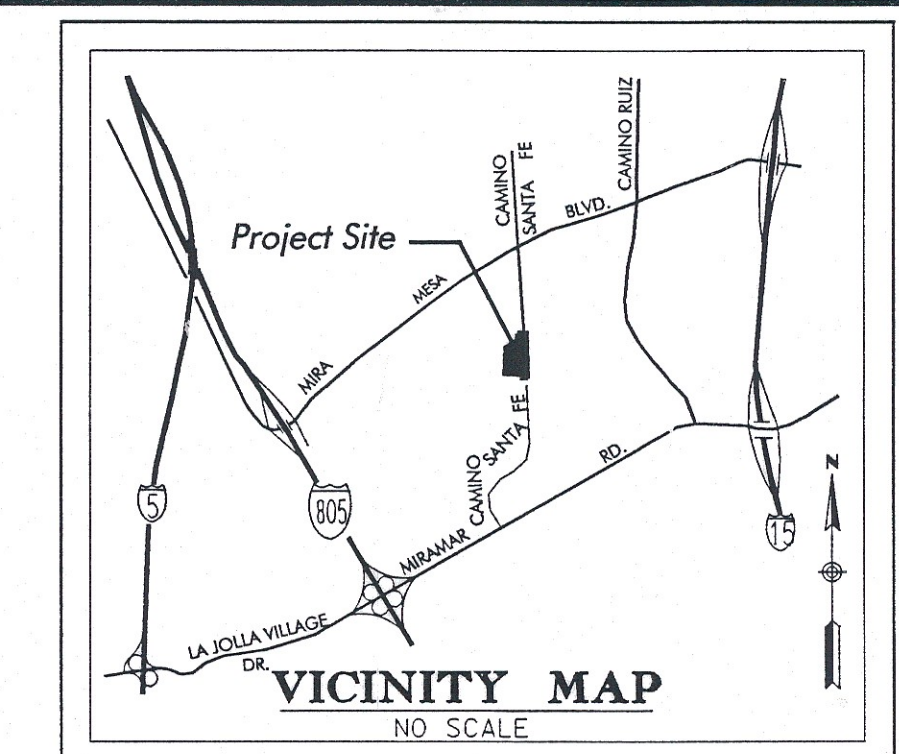 CAMINO
SANTA FE
CAMINO RUIZ
BLVD.
Project Site
MESA
MIRA
CAMINO
SANTA FE
RD.
5
805
15
N
MIRAMAR
LA JOLLA VILLAGE
DR.
VICINITY MAP
NO SCALE